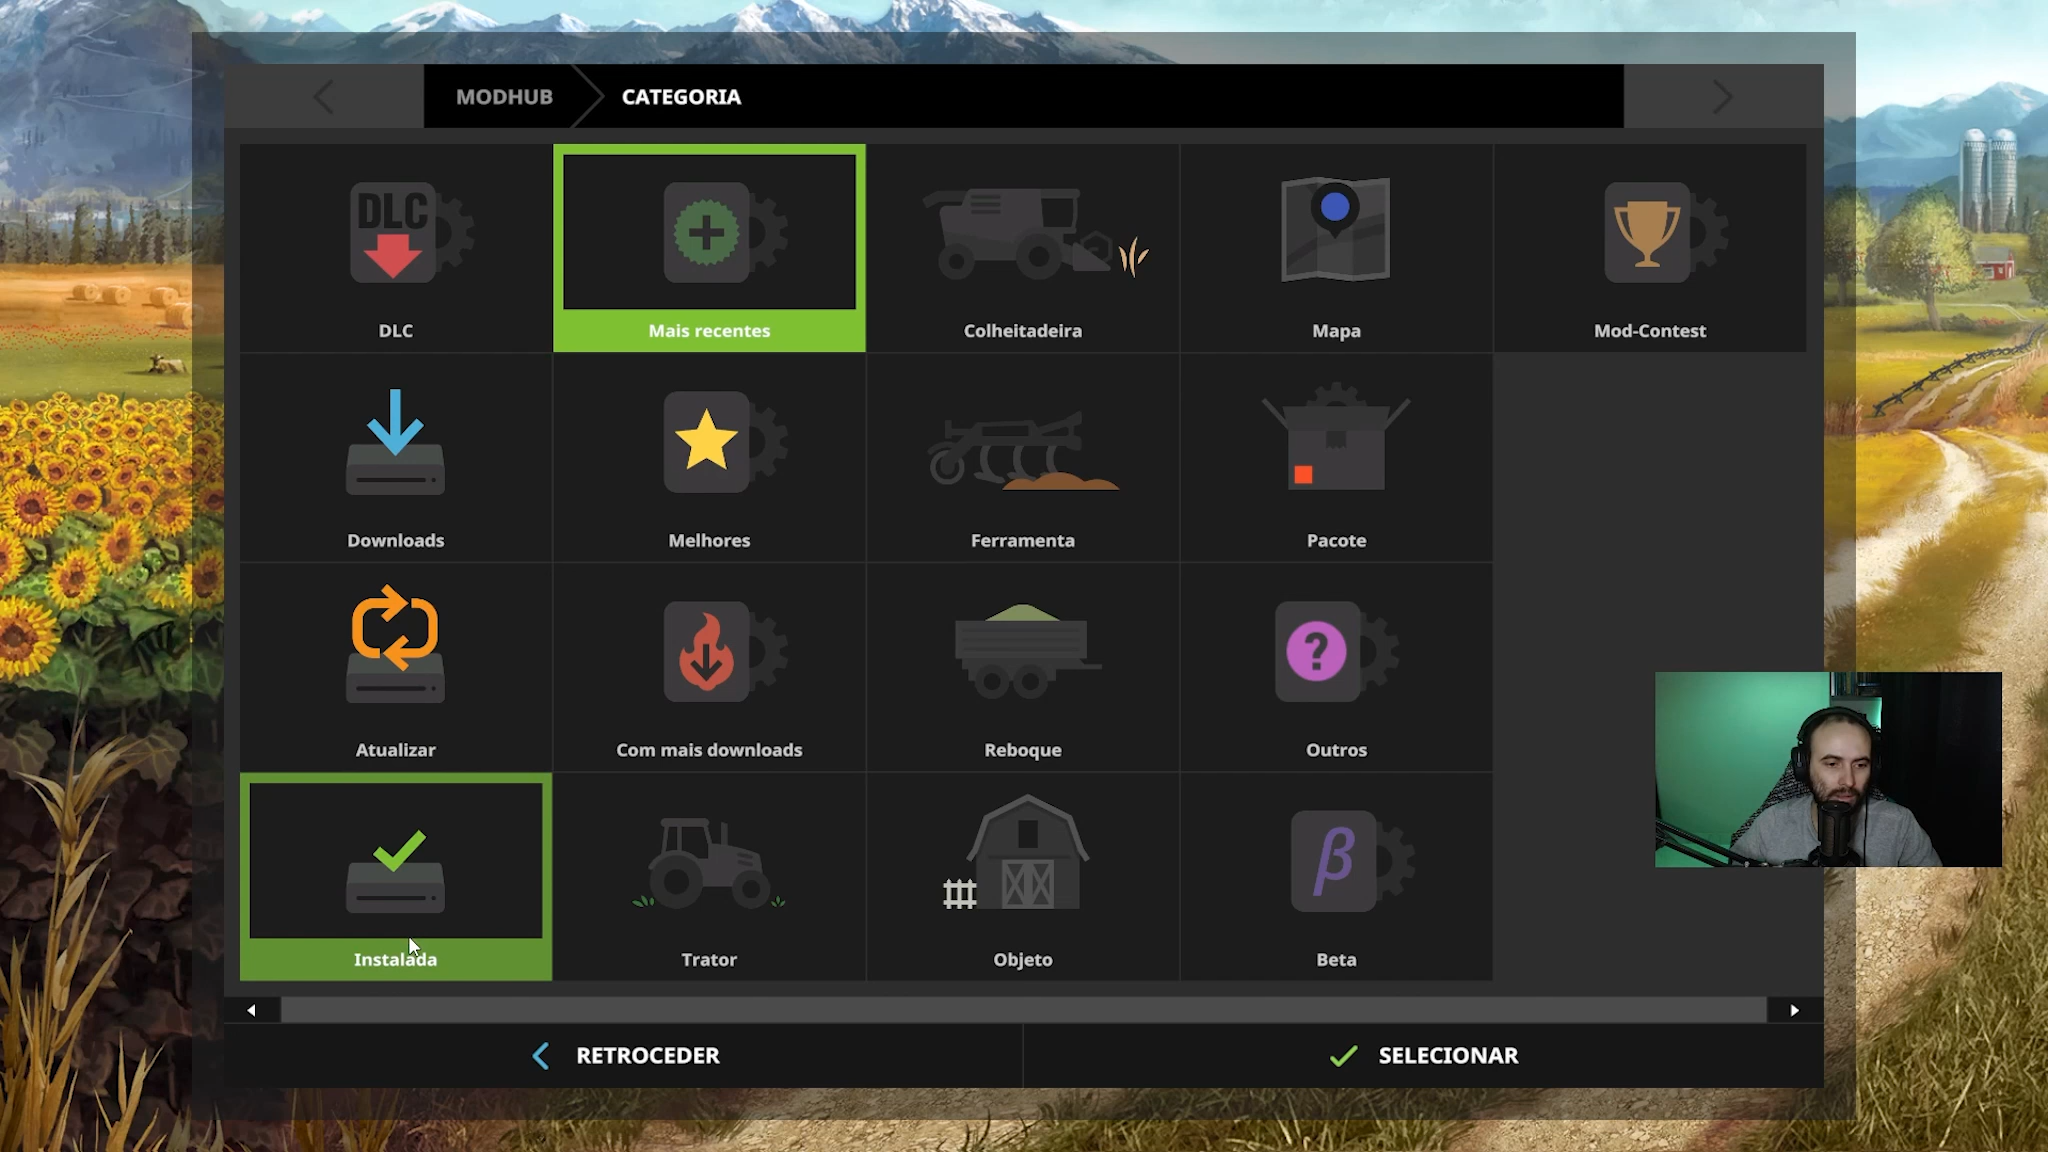 MODHUB
CATEGORIA
DLC
DLC
Mais recentes
Colheitadeira
Mapa
Mod-Contest
Downloads
Melhores
Ferramenta
Pacote
Atualizar
Com mais downloads
Reboque
?
Outros
Instalada
Trator
Objeto
β
Beta
RETROCEDER
SELECIONAR